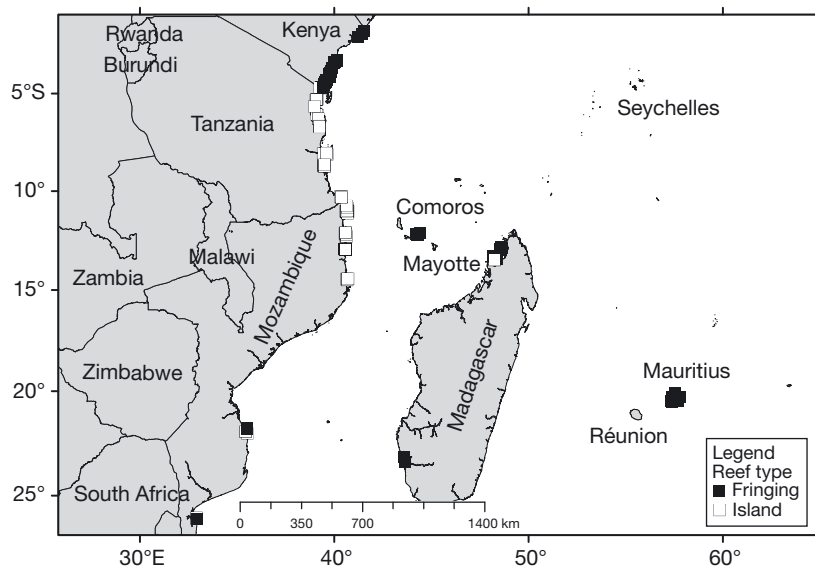 Rwanda
Kenya
Burundi
5°S
Seychelles
Tanzania
10°
Comoros
Malawi
Mayotte
Zambia
Mozambique
15°
Madagascar
Zimbabwe
Mauritius
20°
Réunion
Legend
Reef type
Fringing
Island
South Africa
25°
0 350 700 1400 km
30°E 40° 50° 60°